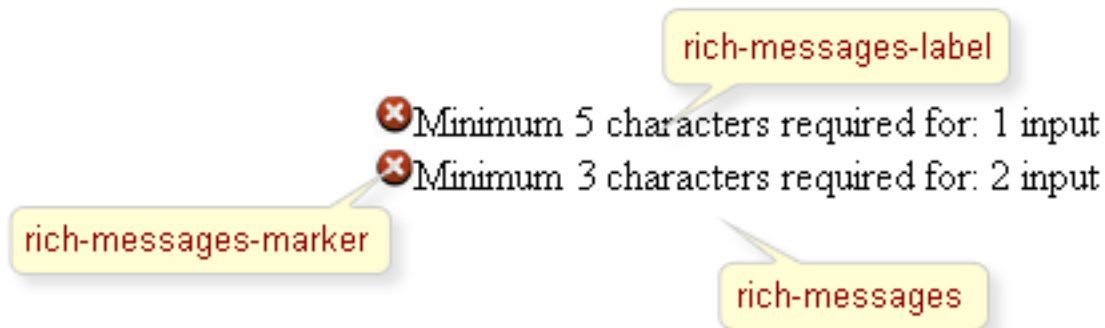 rich-messages-label
Minimum 5 characters required for: 1 input
Minimum 3 characters required for: 2 input
rich-messages-marker
rich-messages